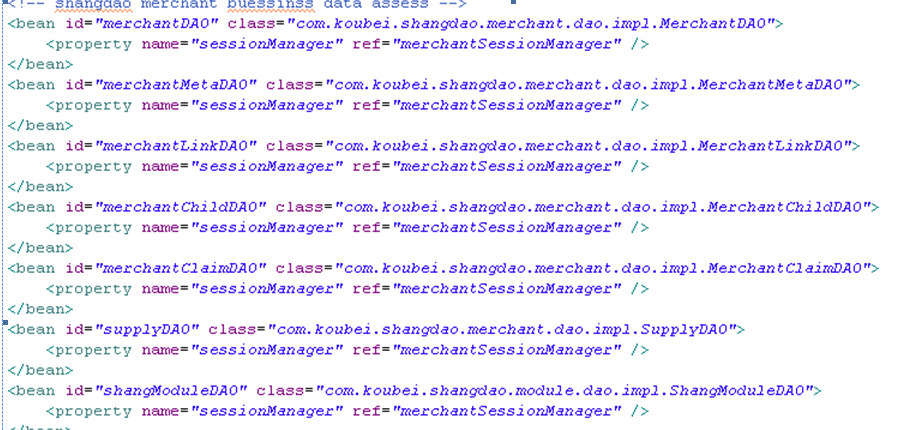 <!-- shangdao merchant buessinss data assess -->
<bean id="merchantDAO" class="com.koubei.shangdao.merchant.dao.impl.MerchantDAO">
<property name="sessionManager" ref="merchantSessionManager" />
</bean>
<bean id="merchantMetaDAO" class="com.koubei.shangdao.merchant.dao.impl.MerchantMetaDAO">
<property name="sessionManager" ref="merchantSessionManager" />
</bean>
<bean id="merchantLinkDAO" class="com.koubei.shangdao.merchant.dao.impl.MerchantLinkDAO">
<property name="sessionManager" ref="merchantSessionManager" />
</bean>
<bean id="merchantChildDAO" class="com.koubei.shangdao.merchant.dao.impl.MerchantChildDAO">
<property name="sessionManager" ref="merchantSessionManager" />
</bean>
<bean id="merchantClaimDAO" class="com.koubei.shangdao.merchant.dao.impl.MerchantClaimDAO">
<property name="sessionManager" ref="merchantSessionManager" />
</bean>
<bean id="supplyDAO" class="com.koubei.shangdao.merchant.dao.impl.SupplyDAO">
<property name="sessionManager" ref="merchantSessionManager" />
</bean>
<bean id="shangModuleDAO" class="com.koubei.shangdao.module.dao.impl.ShangModuleDAO">
<property name="sessionManager" ref="merchantSessionManager" />
</bean>